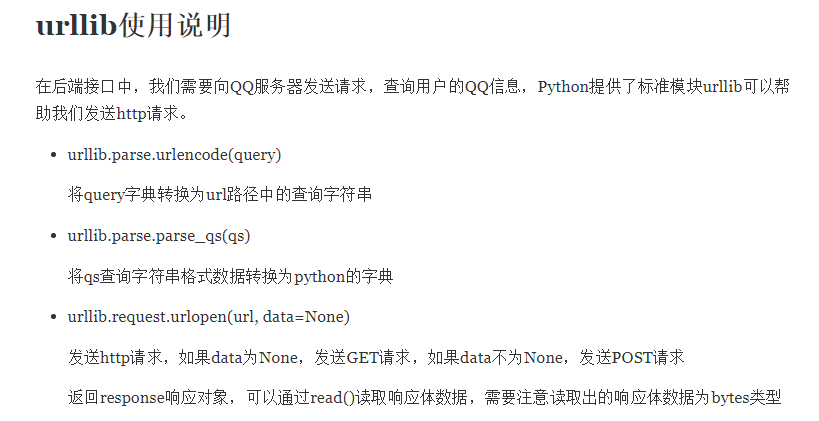 urllib使用说明
在后端接口中，我们需要向QQ服务器发送请求，查询用户的QQ信息，Python提供了标准模块urllib可以帮
助我们发送http请求。
urllib.parse.urlencode(query)
将query字典转换为url路径中的查询字符串
urllib.parse.parse_qs(qs)
将qs查询字符串格式数据转换为python的字典
urllib.request.urlopen(url, data=None)
发送http请求，如果data为None，发送GET请求，如果data不为None，发送POST请求
返回response响应对象，可以通过read()读取响应体数据，需要注意读取出的响应体数据为bytes类型